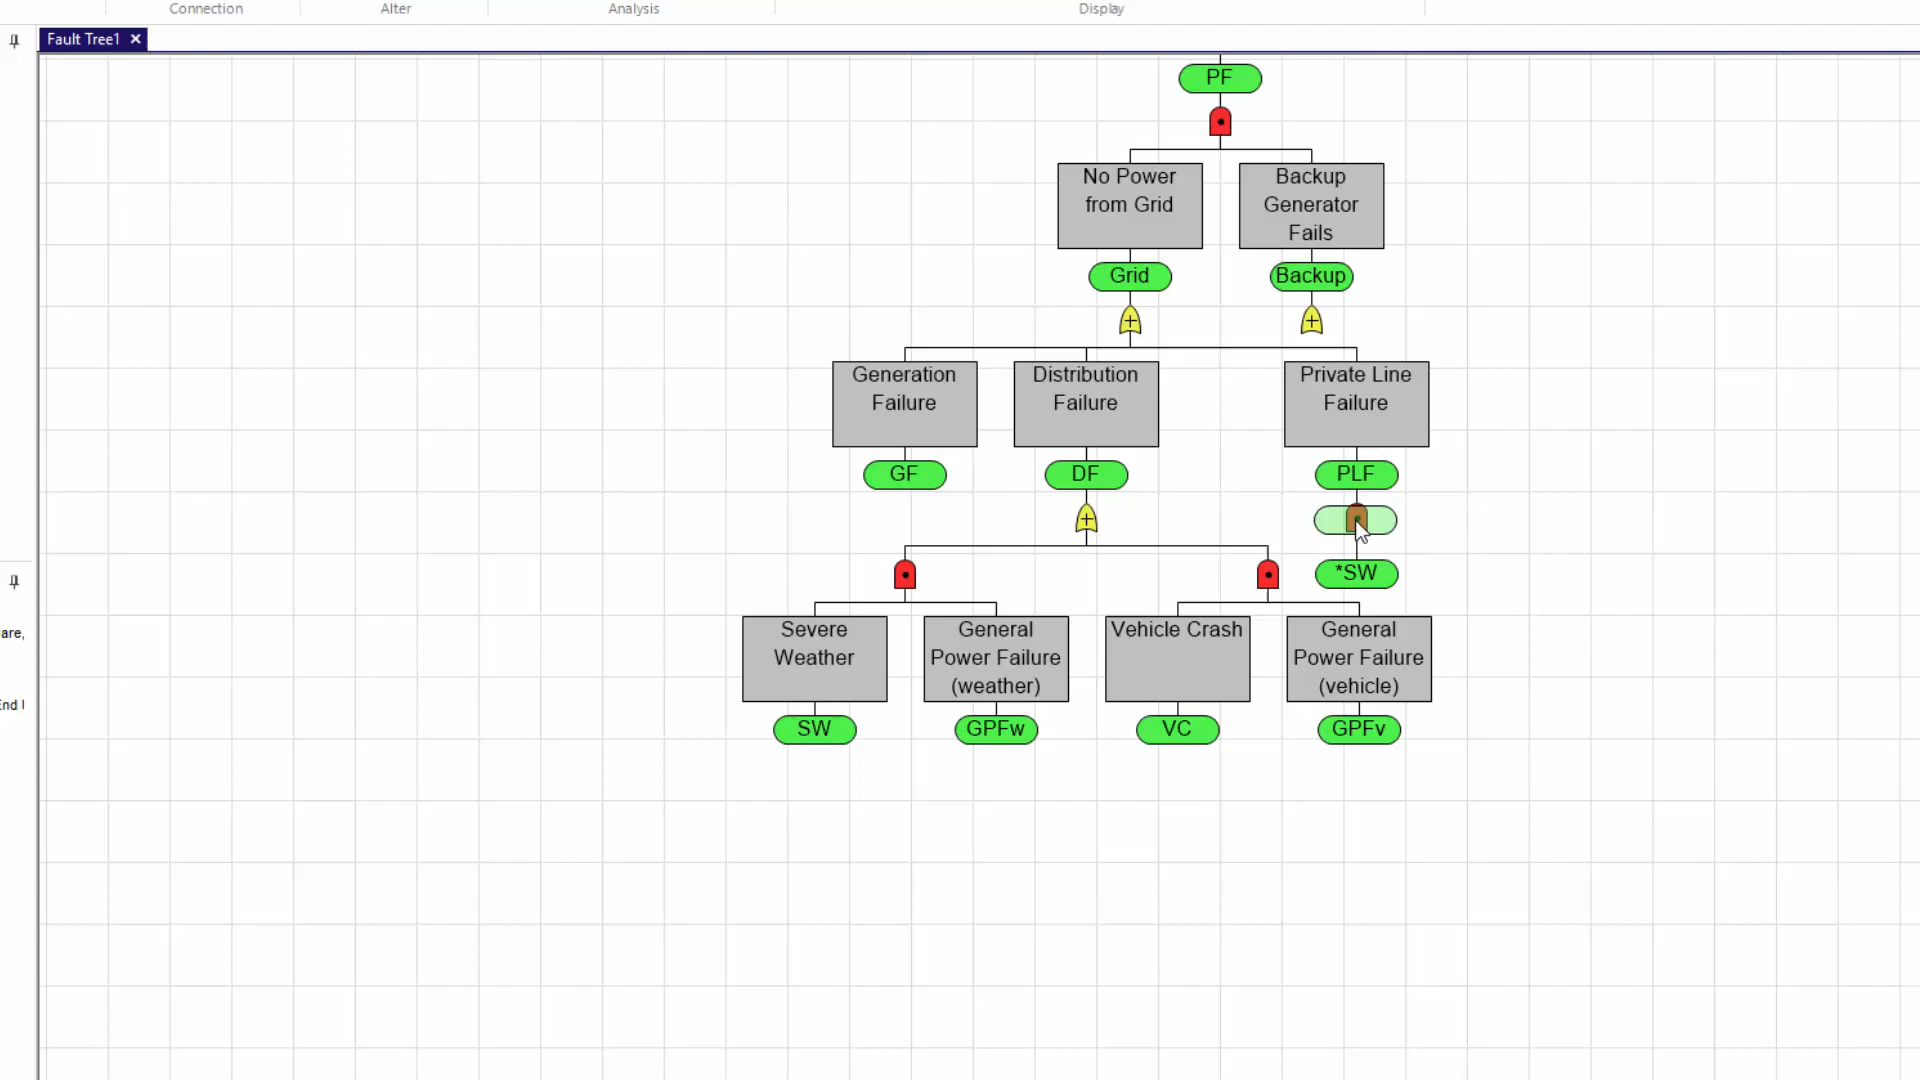 Connection Alter Analysis Display
Fault Tree1
PF
No Power
from Grid
Backup
Generator
Fails
Grid
Backup
+
+
Generation
Failure
Distribution
Failure
Private Line
Failure
GF
DF
PLF
+
*SW
are,
Severe
Weather
General
Power Failure
(weather)
Vehicle Crash
General
Power Failure
(vehicle)
End
SW
GPFw
VC
GPFv